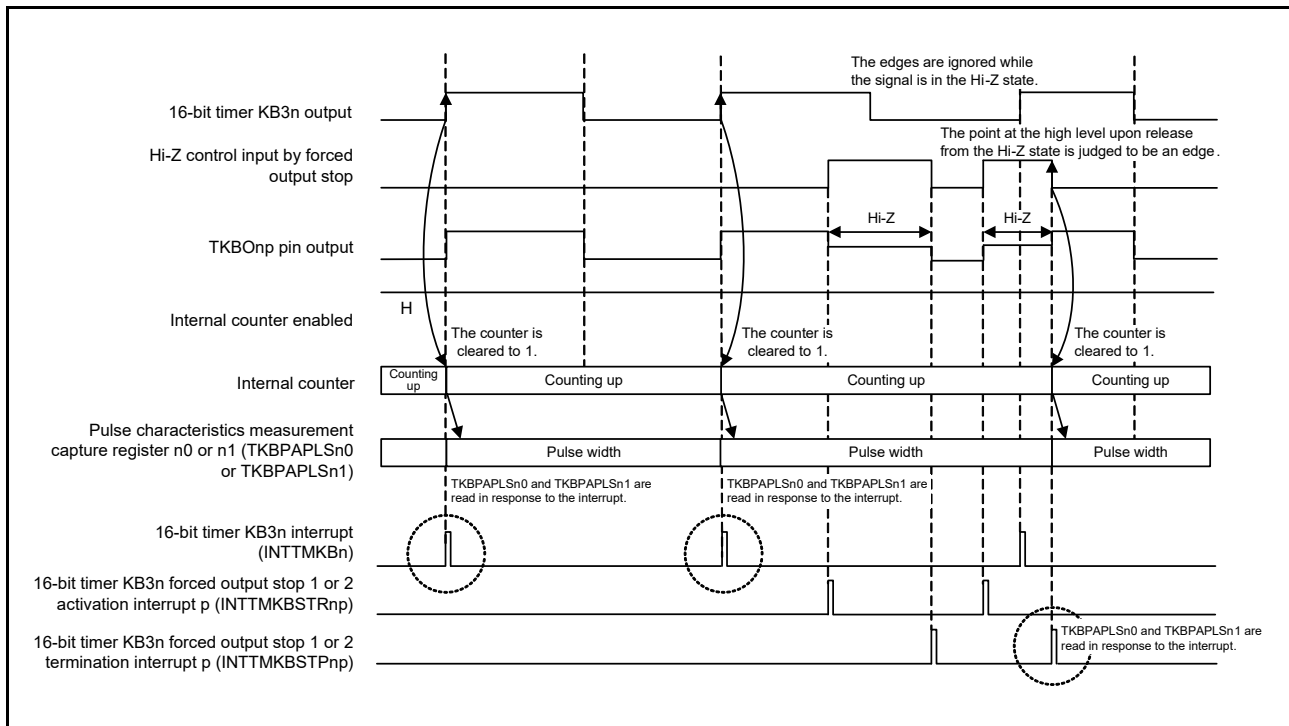 The edges are ignored while
the signal is in the Hi-Z state.
16-bit timer KB3n output
The point at the high level upon release
from the Hi-Z state is judged to be an edge.
Hi-Z control input by forced
output stop
Hi-Z
Hi-Z
TKBOnp pin output
H
Internal counter enabled
The counter is
cleared to 1.
The counter is
cleared to 1.
The counter is
cleared to 1.
Internal counter
Counting
up
Counting up
Counting up
Counting up
Pulse characteristics measurement
capture register n0 or n1 (TKBPAPLSn0
or TKBPAPLSn1)
Pulse width
Pulse width
Pulse width
TKBPAPLSn0 and TKBPAPLSn1 are
read in response to the interrupt.
TKBPAPLSn0 and TKBPAPLSn1 are
read in response to the interrupt.
16-bit timer KB3n interrupt
(INTTMKBn)
16-bit timer KB3n forced output stop 1 or 2
activation interrupt p (INTTMKBSTRnp)
16-bit timer KB3n forced output stop 1 or 2
termination interrupt p (INTTMKBSTPnp)
TKBPAPLSn0 and TKBPAPLSn1 are
read in response to the interrupt.